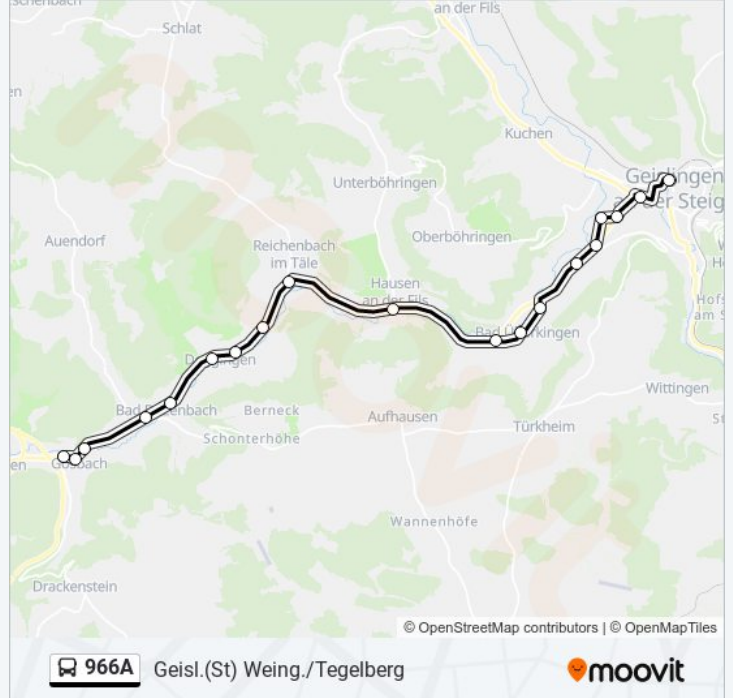 an der Fils
Schlat
Kuchen
Geislingen
an der Steig
Unterböhringen
Auendorf
Oberböhringen
Reichenbach
im Täle
Hausen
an der Fils
Bad Überkingen
Deggingen
Wittingen
Bad Ditzenbach
Berneck
Aufhausen
Türkheim
Schonterhöhe
Gosbach
Wannenhöfe
Drackenstein
© OpenStreetMap contributors | © OpenMapTiles
966A Geisl.(St) Weing./Tegelberg moovit